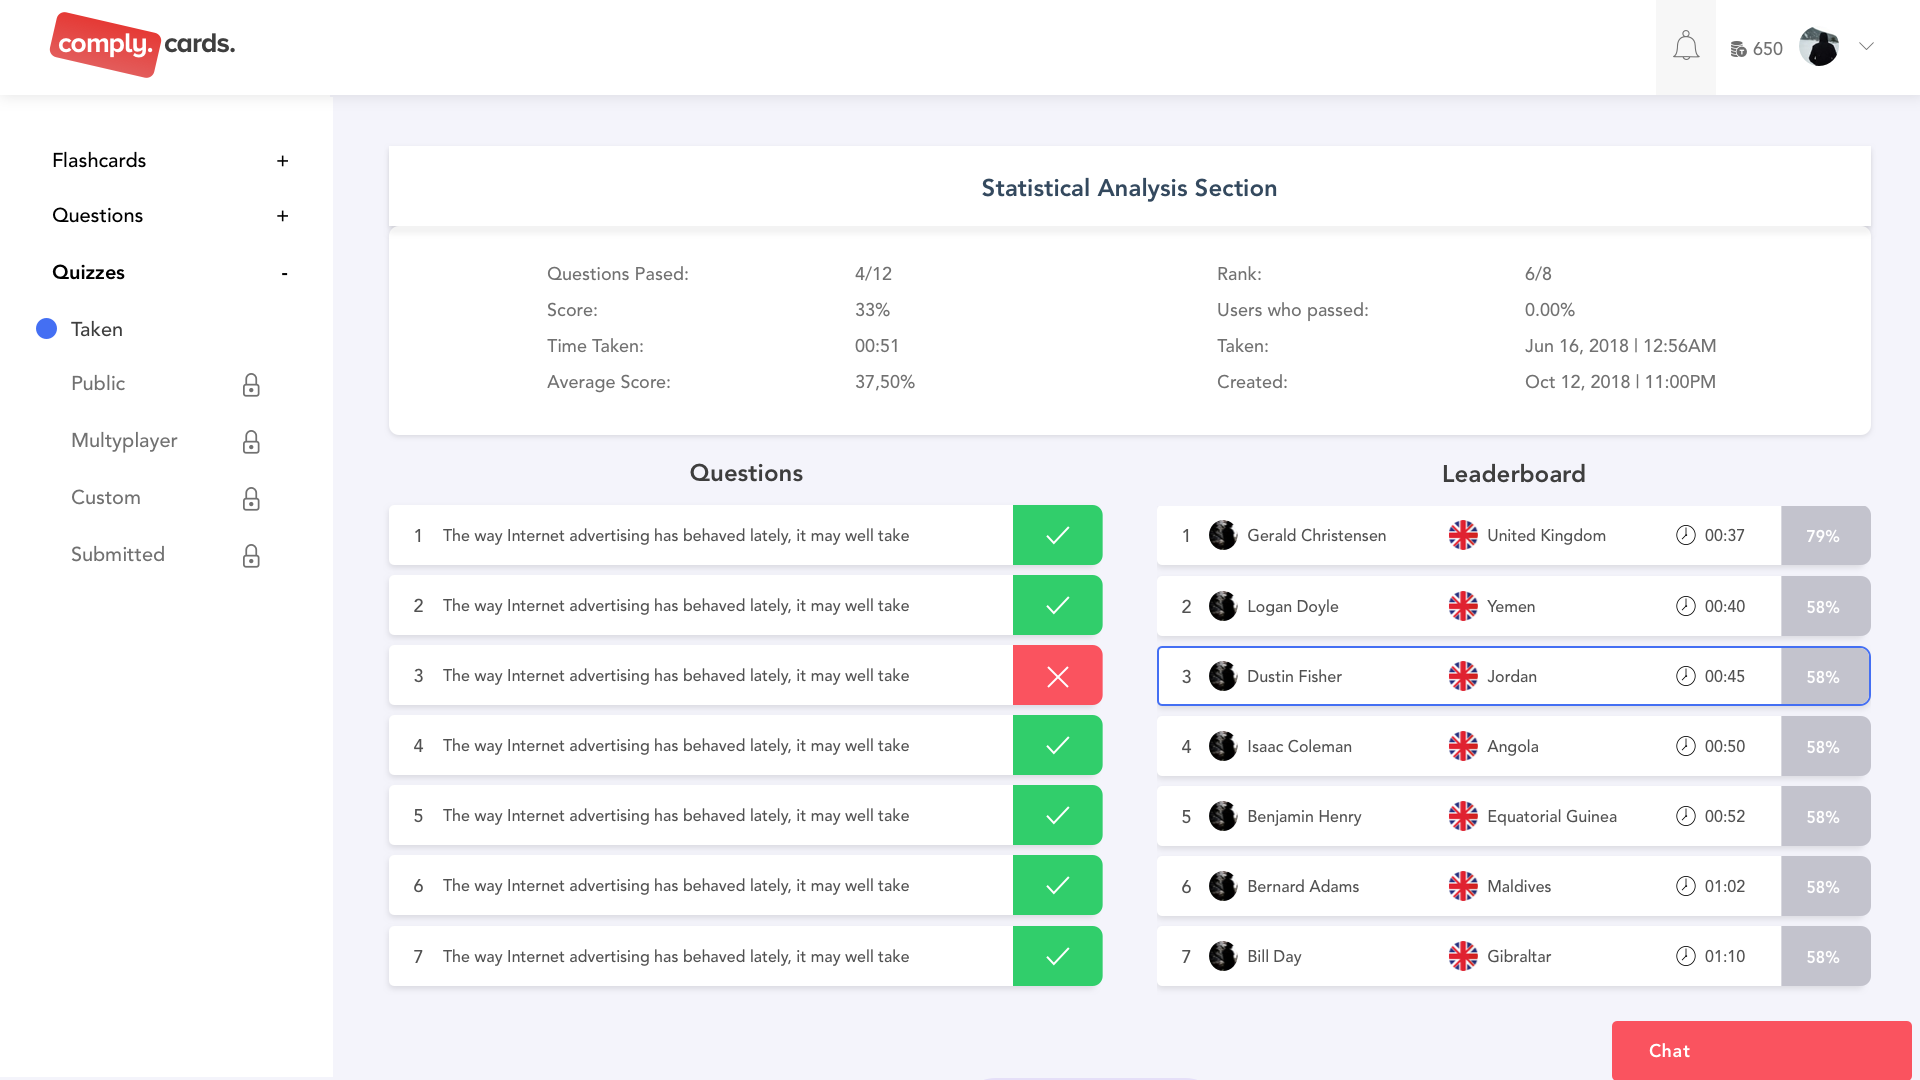 comply. cards.
650
Flashcards +
Questions +
Quizzes -
Taken
Public
Multyplayer
Custom
Submitted
Statistical Analysis Section
Questions Pased: 4/12 Rank: 6/8
Score: 33% Users who passed: 0.00%
Time Taken: 00:51 Taken: Jun 16, 2018 | 12:56AM
Average Score: 37,50% Created: Oct 12, 2018 | 11:00PM
Questions
1 The way Internet advertising has behaved lately, it may well take
2 The way Internet advertising has behaved lately, it may well take
3 The way Internet advertising has behaved lately, it may well take
4 The way Internet advertising has behaved lately, it may well take
5 The way Internet advertising has behaved lately, it may well take
6 The way Internet advertising has behaved lately, it may well take
7 The way Internet advertising has behaved lately, it may well take
Leaderboard
1 Gerald Christensen United Kingdom 00:37 79%
2 Logan Doyle Yemen 00:40 58%
3 Dustin Fisher Jordan 00:45 58%
4 Isaac Coleman Angola 00:50 58%
5 Benjamin Henry Equatorial Guinea 00:52 58%
6 Bernard Adams Maldives 01:02 58%
7 Bill Day Gibraltar 01:10 58%
Chat